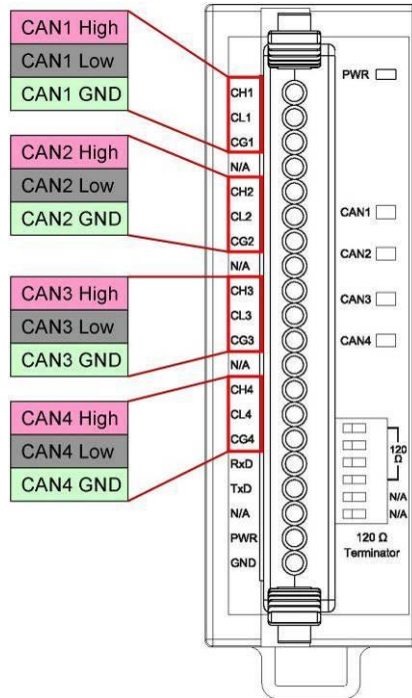 CAN1 High
CAN1 Low
CAN1 GND
CAN2 High
CAN2 Low
CAN2 GND
CAN3 High
CAN3 Low
CAN3 GND
CAN4 High
CAN4 Low
CAN4 GND
CH1
CL1
CG1
N/A
CH2
CL2
CG2
N/A
CH3
CL3
CG3
N/A
CH4
CL4
CG4
RxD
TxD
N/A
PWR
GND
PWR
CAN1
CAN2
CAN3
CAN4
120
Ω
N/A
N/A
120 Ω
Terminator